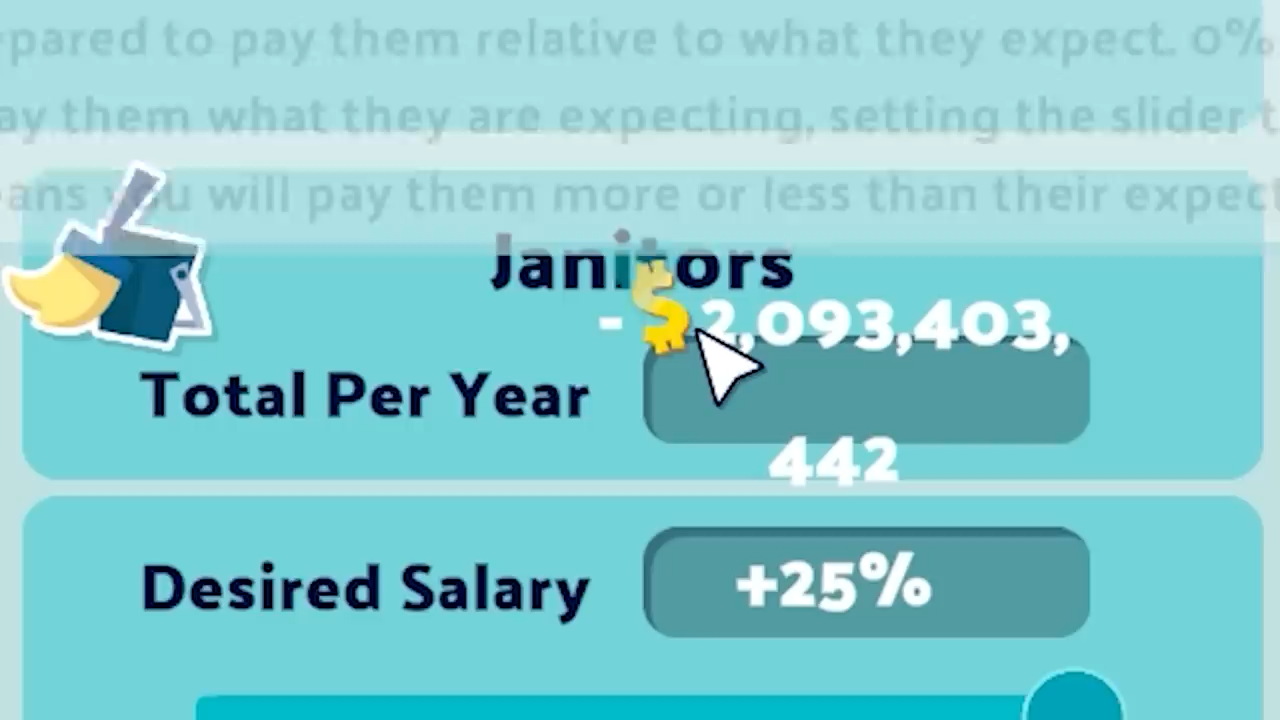 pared to pay them relative to what they expect. 0%
ay them what they are expecting, setting the slider t
eans you will pay them more or less than their expect
Janitors
- $ 2,093,403,
Total Per Year
442
Desired Salary
+25%